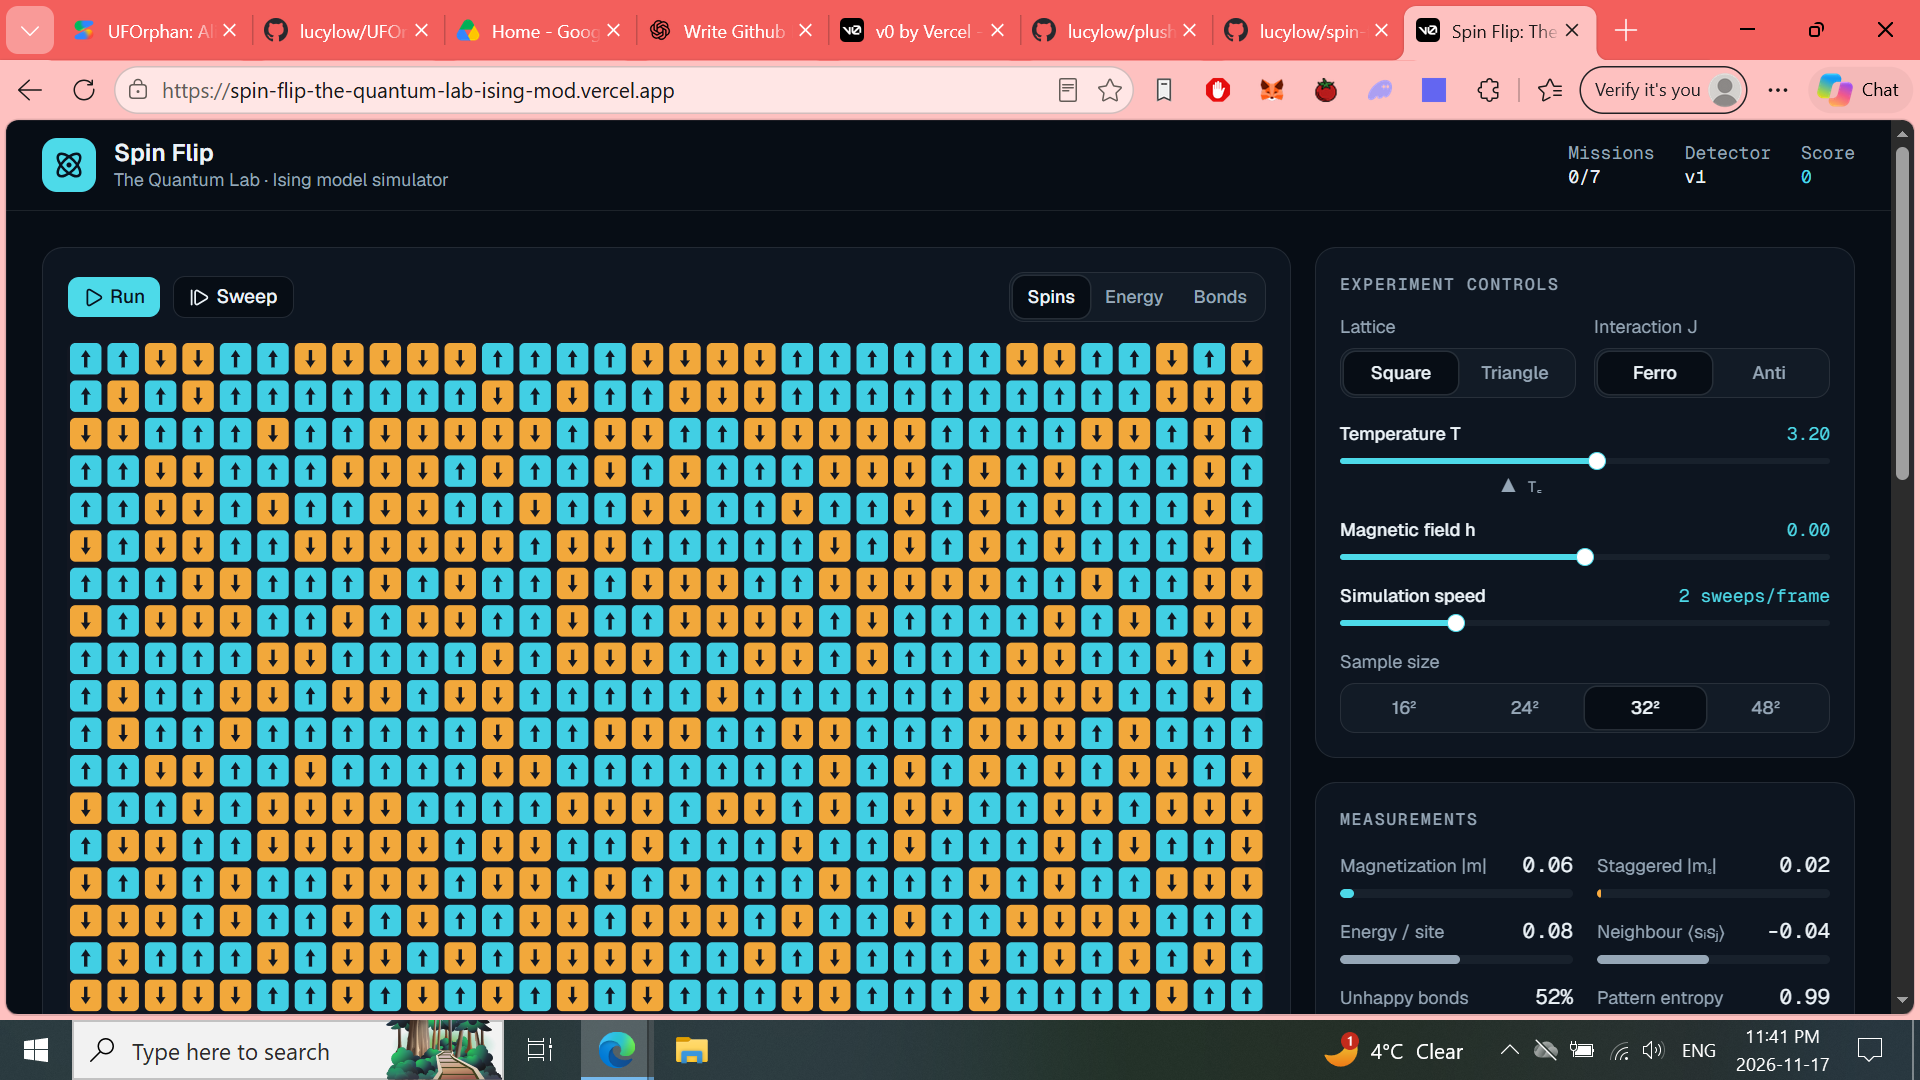 UFOrphan: Al
lucylow/UFOr
Home - Goog
Write Github
v0 by Vercel -
lucylow/plush
lucylow/spin-
Spin Flip: The
https://spin-flip-the-quantum-lab-ising-mod.vercel.app
Verify it's you
Chat
Spin Flip
The Quantum Lab · Ising model simulator
Missions
0/7
Detector
v1
Score
0
Run
Sweep
Spins
Energy
Bonds
EXPERIMENT CONTROLS
Lattice
Interaction J
Square
Triangle
Ferro
Anti
Temperature T
3.20
▲ T꜀
Magnetic field h
0.00
Simulation speed
2 sweeps/frame
Sample size
16²
24²
32²
48²
MEASUREMENTS
Magnetization |m|
0.06
Staggered |mₛ|
0.02
Energy / site
0.08
Neighbour ⟨sᵢsⱼ⟩
-0.04
Unhappy bonds
52%
Pattern entropy
0.99
Type here to search
1
4°C Clear
ENG
11:41 PM
2026-11-17